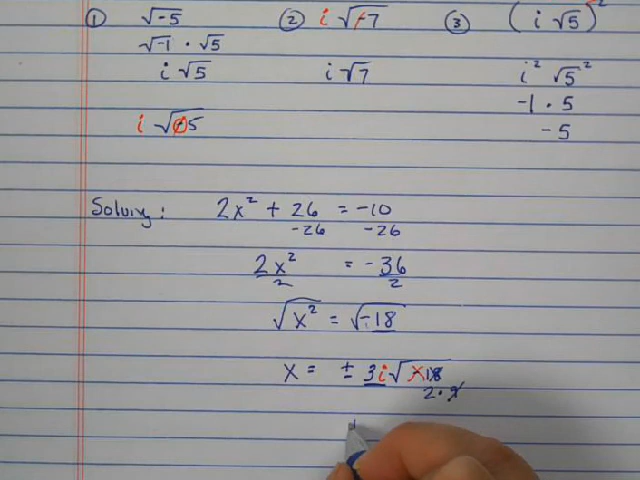 ① √-5 ② i √-7 ③ (i √5)²
√-1 · √5
i √5 i √7 i² √5²
-1 · 5
i √-5 -5
Solving: 2x² + 26 = -10
-26 -26
2x² = -36
2 2
√x² = √-18
x = ± 3i √-18
2 · 9